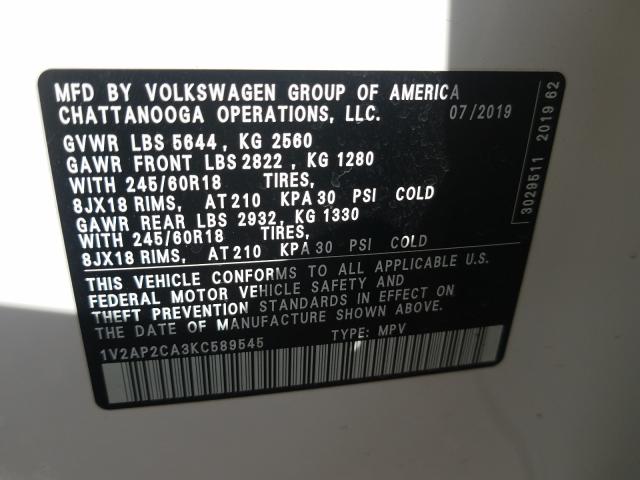 MFD BY VOLKSWAGEN GROUP OF AMERICA
CHATTANOOGA OPERATIONS, LLC. 07/2019
GVWR LBS 5644, KG 2560
GAWR FRONT LBS 2822, KG 1280
WITH 245/60R18 TIRES,
8JX18 RIMS, AT 210 KPA 30 PSI COLD
GAWR REAR LBS 2932, KG 1330
WITH 245/60R18 TIRES,
8JX18 RIMS, AT 210 KPA 30 PSI COLD
THIS VEHICLE CONFORMS TO ALL APPLICABLE U.S.
FEDERAL MOTOR VEHICLE SAFETY AND
THEFT PREVENTION STANDARDS IN EFFECT ON
THE DATE OF MANUFACTURE SHOWN ABOVE.
1V2AP2CA3KC589545 TYPE: MPV
3029511 2019 62